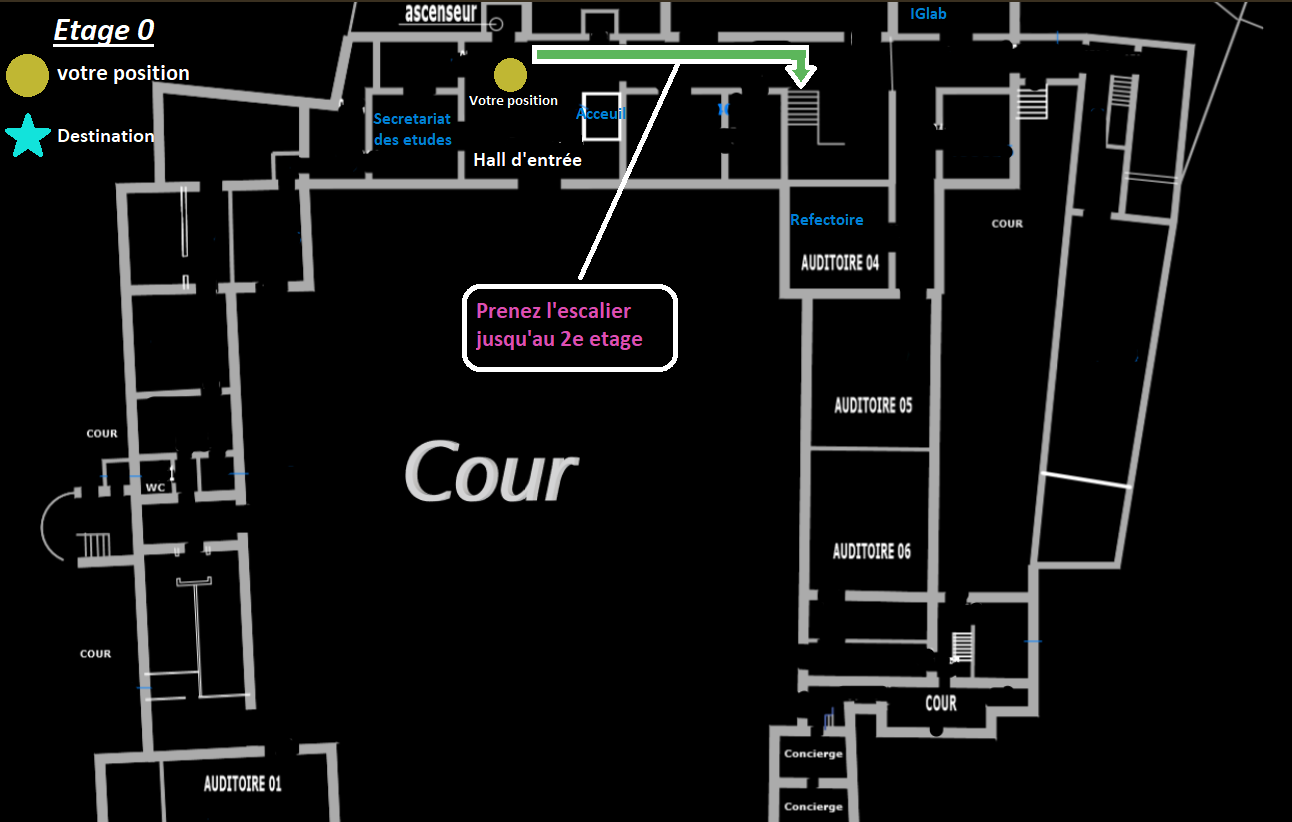 Etage 0
votre position
Destination
ascenseur
IGlab
Votre position
Acceuil
Secretariat
des etudes
Hall d'entrée
Refectoire
AUDITOIRE 04
COUR
Prenez l'escalier
jusqu'au 2e etage
AUDITOIRE 05
COUR
Cour
WC
AUDITOIRE 06
COUR
COUR
Concierge
AUDITOIRE 01
Concierge